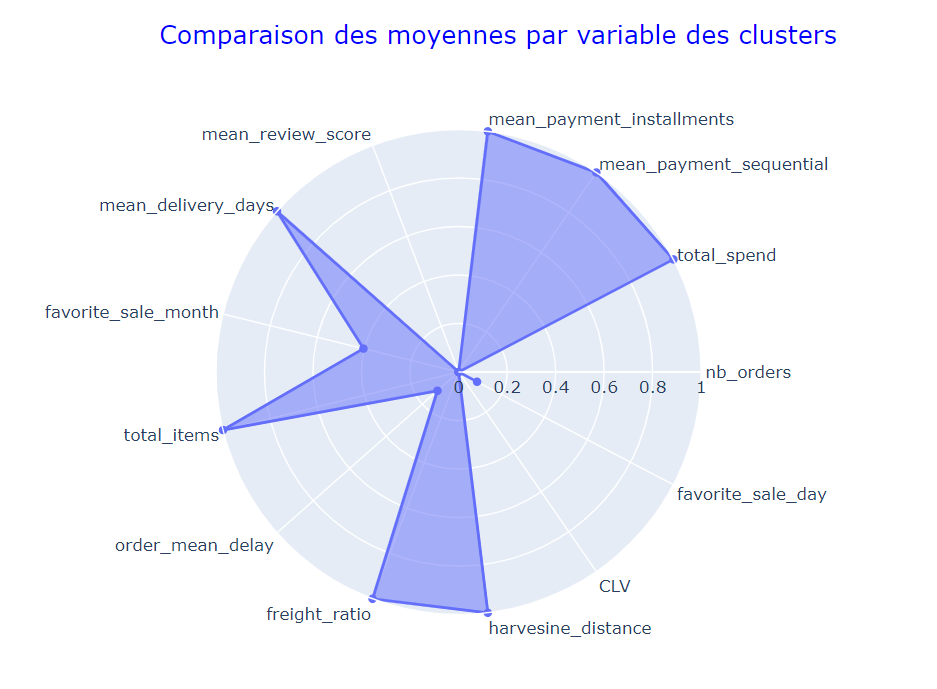 Comparaison des moyennes par variable des clusters
mean_payment_installments
mean_review_score
mean_payment_sequential
mean_delivery_days
total_spend
favorite_sale_month
nb_orders
0 0.2 0.4 0.6 0.8 1
total_items
favorite_sale_day
order_mean_delay
CLV
freight_ratio
harvesine_distance